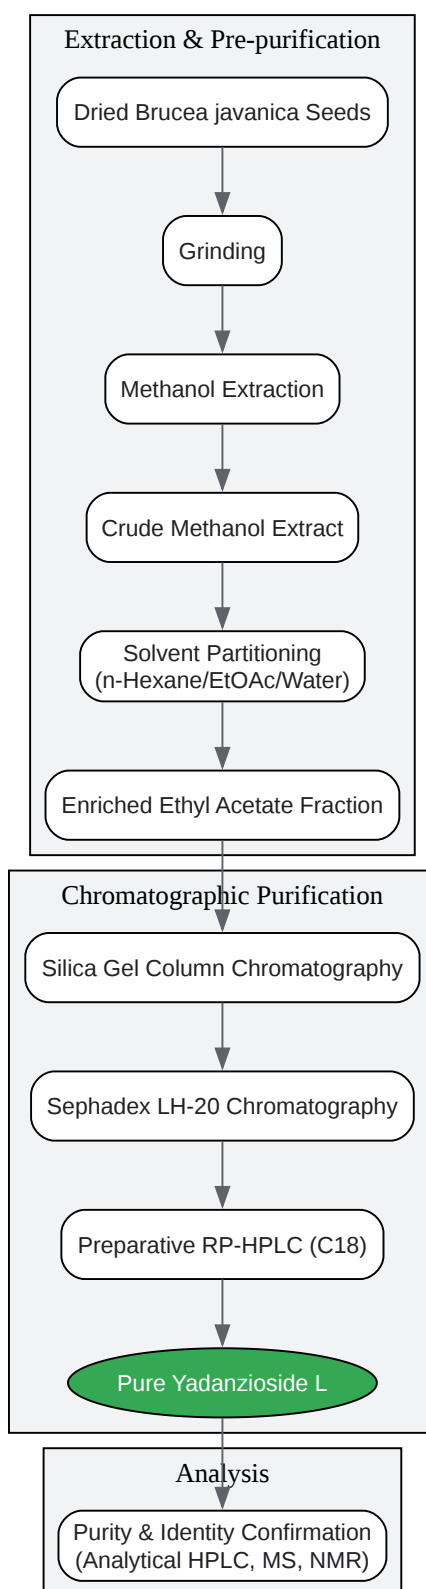 Extraction & Pre-purification
Dried Brucea javanica Seeds
Grinding
Methanol Extraction
Crude Methanol Extract
Solvent Partitioning
(n-Hexane/EtOAc/Water)
Enriched Ethyl Acetate Fraction
Chromatographic Purification
Silica Gel Column Chromatography
Sephadex LH-20 Chromatography
Preparative RP-HPLC (C18)
Pure Yadanzioside L
Analysis
Purity & Identity Confirmation
(Analytical HPLC, MS, NMR)